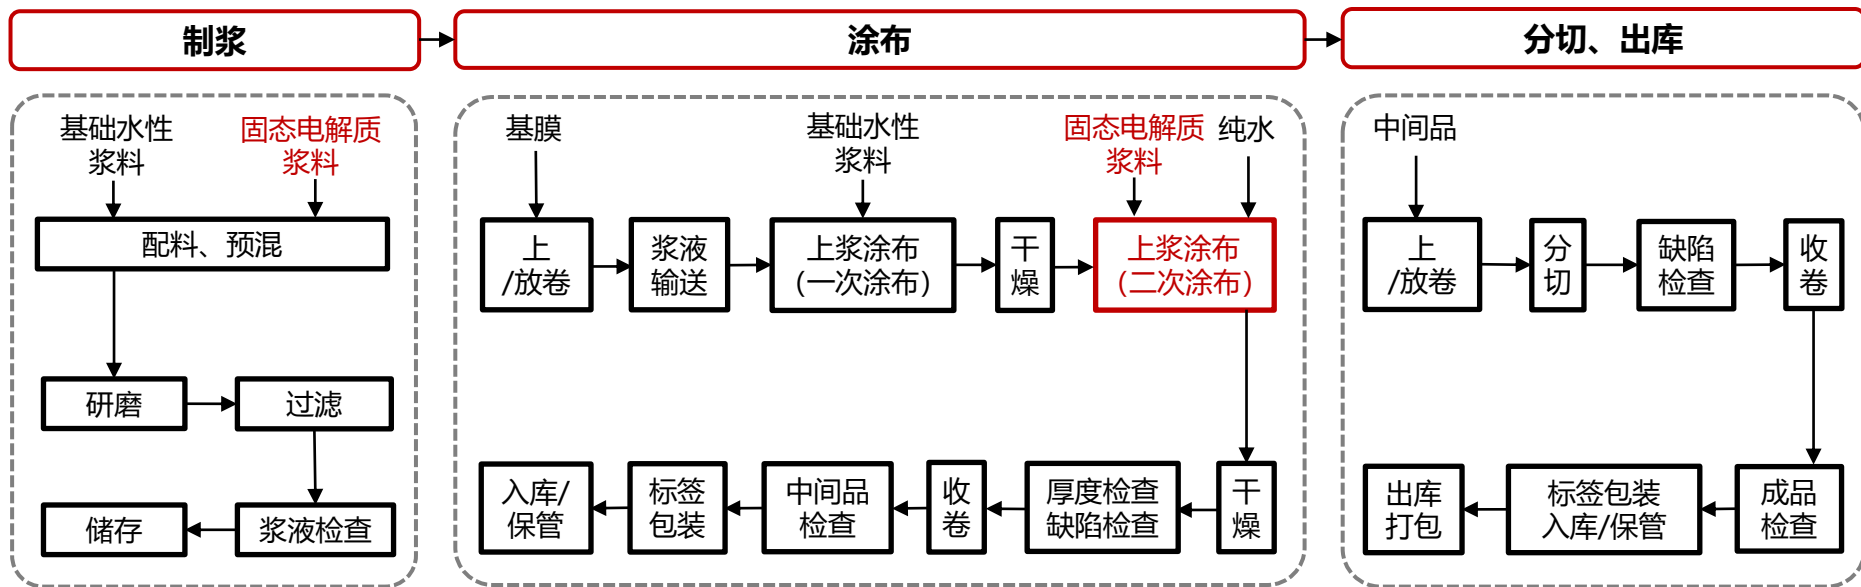 制浆
涂布
分切、出库
基础水性
浆料
固态电解质
浆料
配料、预混
研磨
过滤
储存
浆液检查
基膜
基础水性
浆料
固态电解质
浆料
纯水
上
/放卷
浆液
输送
上浆涂布
(一次涂布)
干
燥
上浆涂布
(二次涂布)
入库/
保管
标签
包装
中间品
检查
收
卷
厚度检查
缺陷检查
干
燥
中间品
上
/放卷
分
切
缺陷
检查
收
卷
出库
打包
标签包装
入库/保管
成品
检查